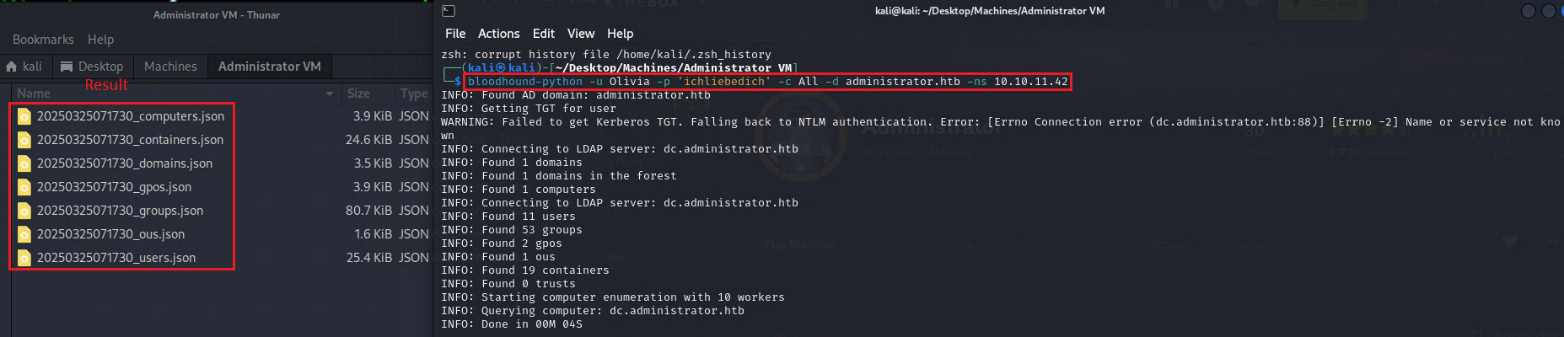 Administrator VM - Thunar
Bookmarks Help
kali Desktop Machines Administrator VM
Result
Name Size Type
20250325071730_computers.json 3.9 KiB JSON
20250325071730_containers.json 24.6 KiB JSON
20250325071730_domains.json 3.5 KiB JSON
20250325071730_gpos.json 3.9 KiB JSON
20250325071730_groups.json 80.7 KiB JSON
20250325071730_ous.json 1.6 KiB JSON
20250325071730_users.json 25.4 KiB JSON
kali@kali: ~/Desktop/Machines/Administrator VM
File Actions Edit View Help
zsh: corrupt history file /home/kali/.zsh_history
┌──(kali㉿kali)-[~/Desktop/Machines/Administrator VM]
└─$ bloodhound-python -u Olivia -p 'ichliebedich' -c All -d administrator.htb -ns 10.10.11.42
INFO: Found AD domain: administrator.htb
INFO: Getting TGT for user
WARNING: Failed to get Kerberos TGT. Falling back to NTLM authentication. Error: [Errno Connection error (dc.administrator.htb:88)] [Errno -2] Name or service not kno
wn
INFO: Connecting to LDAP server: dc.administrator.htb
INFO: Found 1 domains
INFO: Found 1 domains in the forest
INFO: Found 1 computers
INFO: Connecting to LDAP server: dc.administrator.htb
INFO: Found 11 users
INFO: Found 53 groups
INFO: Found 2 gpos
INFO: Found 1 ous
INFO: Found 19 containers
INFO: Found 0 trusts
INFO: Starting computer enumeration with 10 workers
INFO: Querying computer: dc.administrator.htb
INFO: Done in 00M 04S